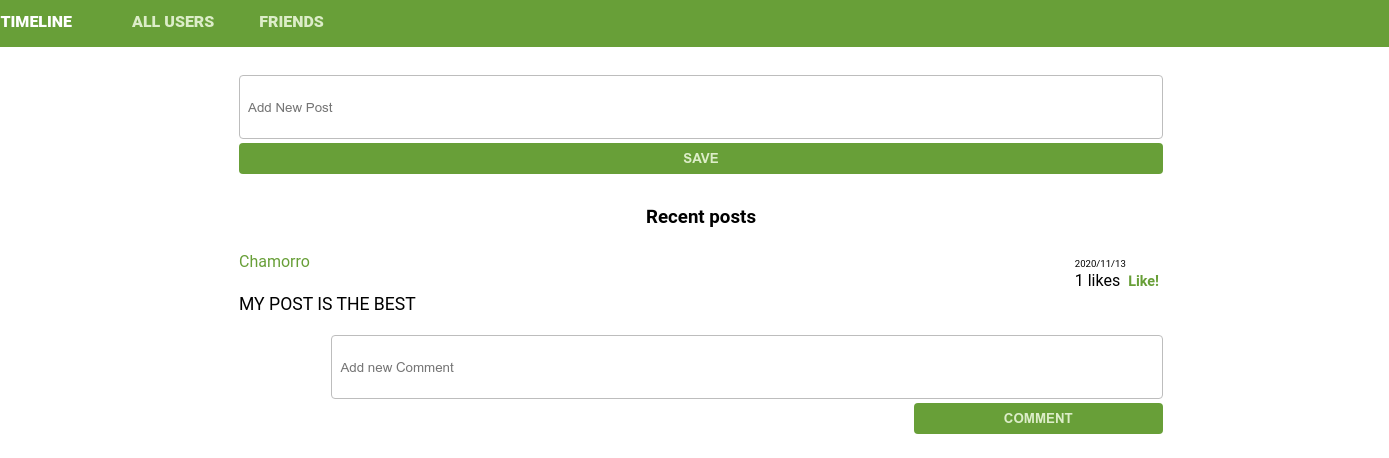 TIMELINE ALL USERS FRIENDS
Add New Post
SAVE
Recent posts
Chamorro
2020/11/13
1 likes Like!
MY POST IS THE BEST
Add new Comment
COMMENT